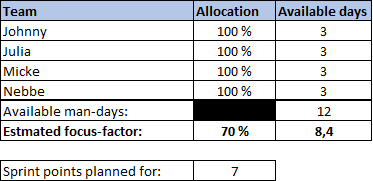 Team Allocation Available days
Johnny 100 % 3
Julia 100 % 3
Micke 100 % 3
Nebbe 100 % 3
Available man-days: 12
Estmated focus-factor: 70 % 8,4
Sprint points planned for: 7